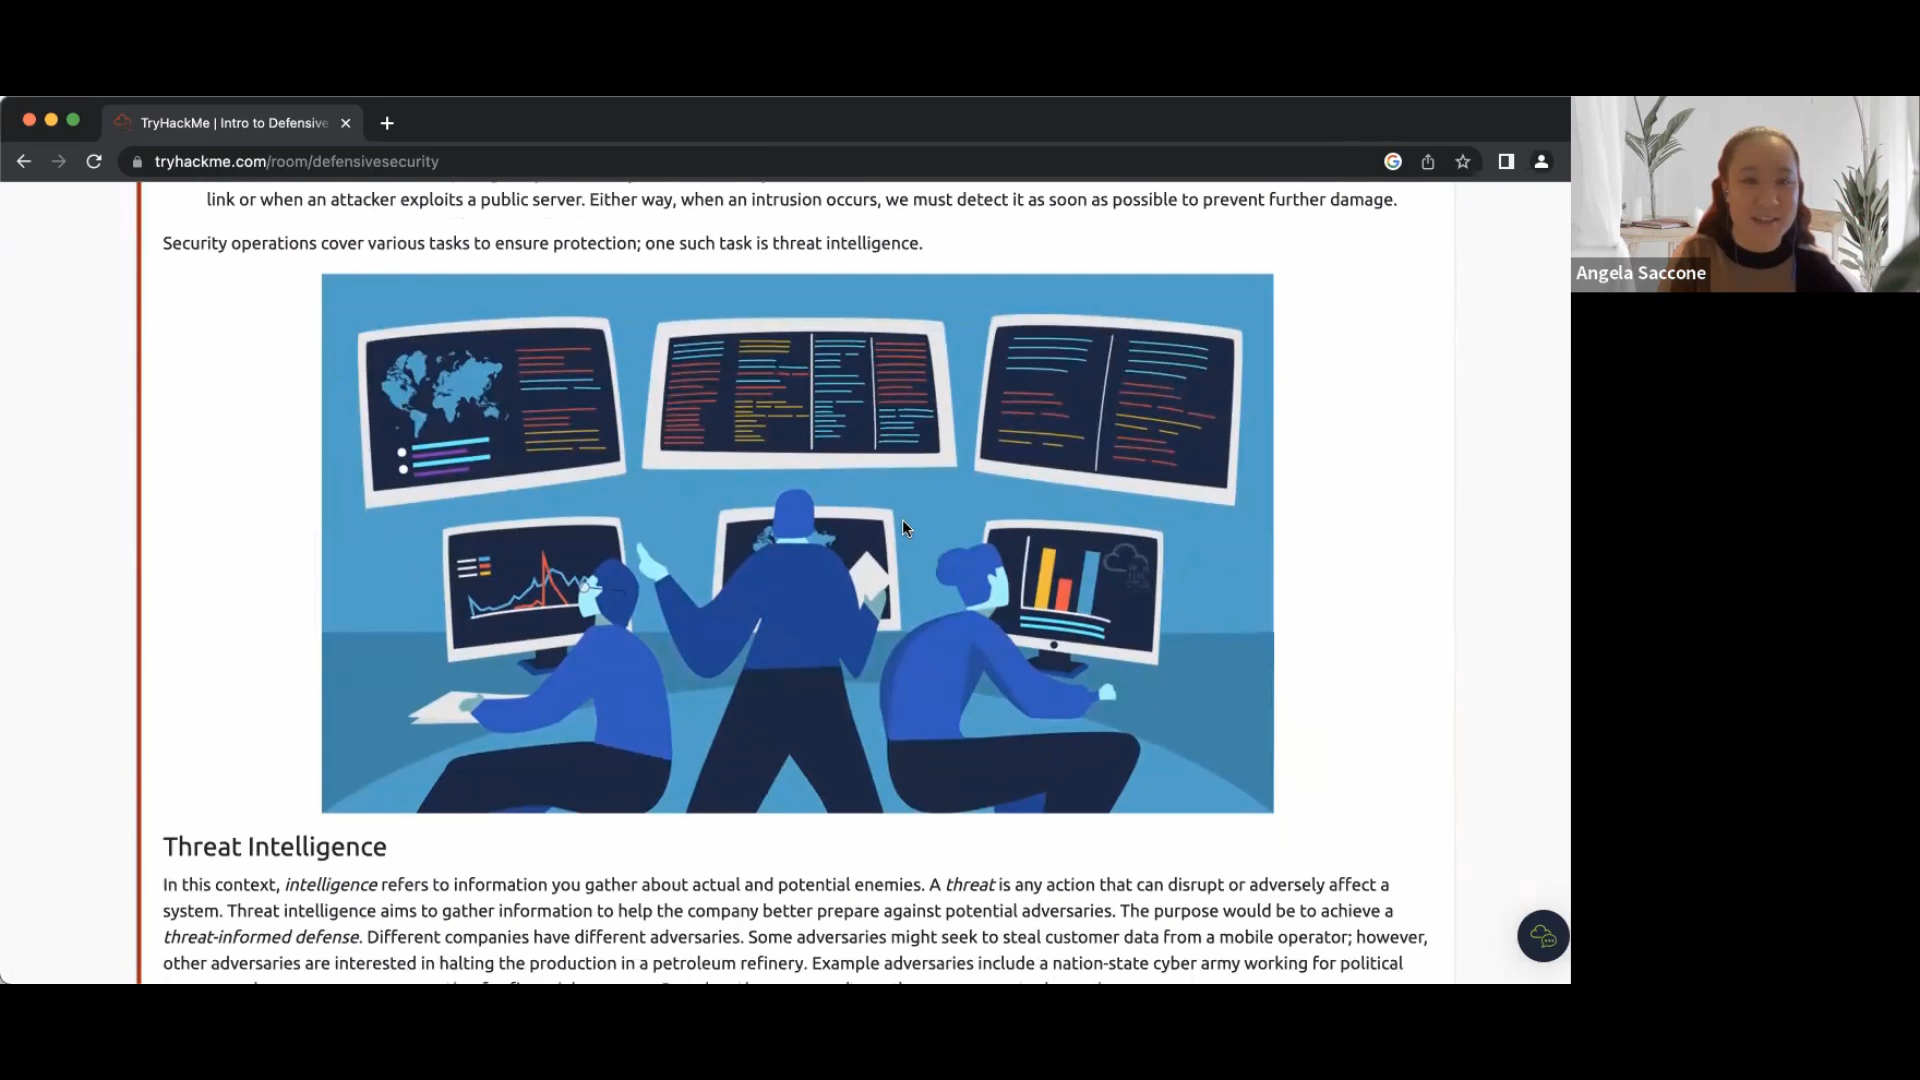 TryHackMe | Intro to Defensive
tryhackme.com/room/defensivesecurity
link or when an attacker exploits a public server. Either way, when an intrusion occurs, we must detect it as soon as possible to prevent further damage.
Security operations cover various tasks to ensure protection; one such task is threat intelligence.
Angela Saccone
Threat Intelligence
In this context, intelligence refers to information you gather about actual and potential enemies. A threat is any action that can disrupt or adversely affect a
system. Threat intelligence aims to gather information to help the company better prepare against potential adversaries. The purpose would be to achieve a
threat-informed defense. Different companies have different adversaries. Some adversaries might seek to steal customer data from a mobile operator; however,
other adversaries are interested in halting the production in a petroleum refinery. Example adversaries include a nation-state cyber army working for political